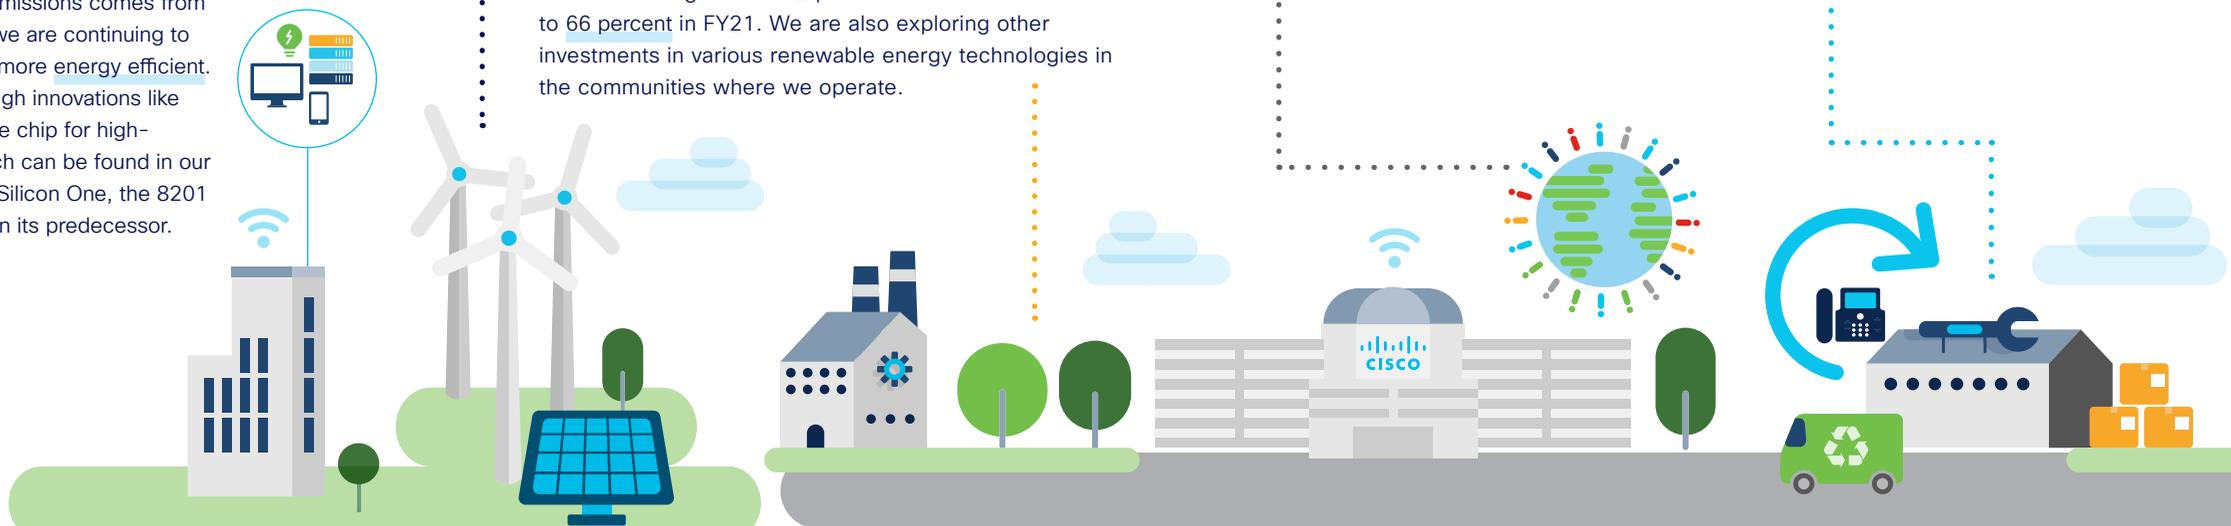 missions comes from
we are continuing to
more energy efficient.
gh innovations like
e chip for high-
ch can be found in our
Silicon One, the 8201
n its predecessor.
to 66 percent in FY21. We are also exploring other
investments in various renewable energy technologies in
the communities where we operate.
CISCO